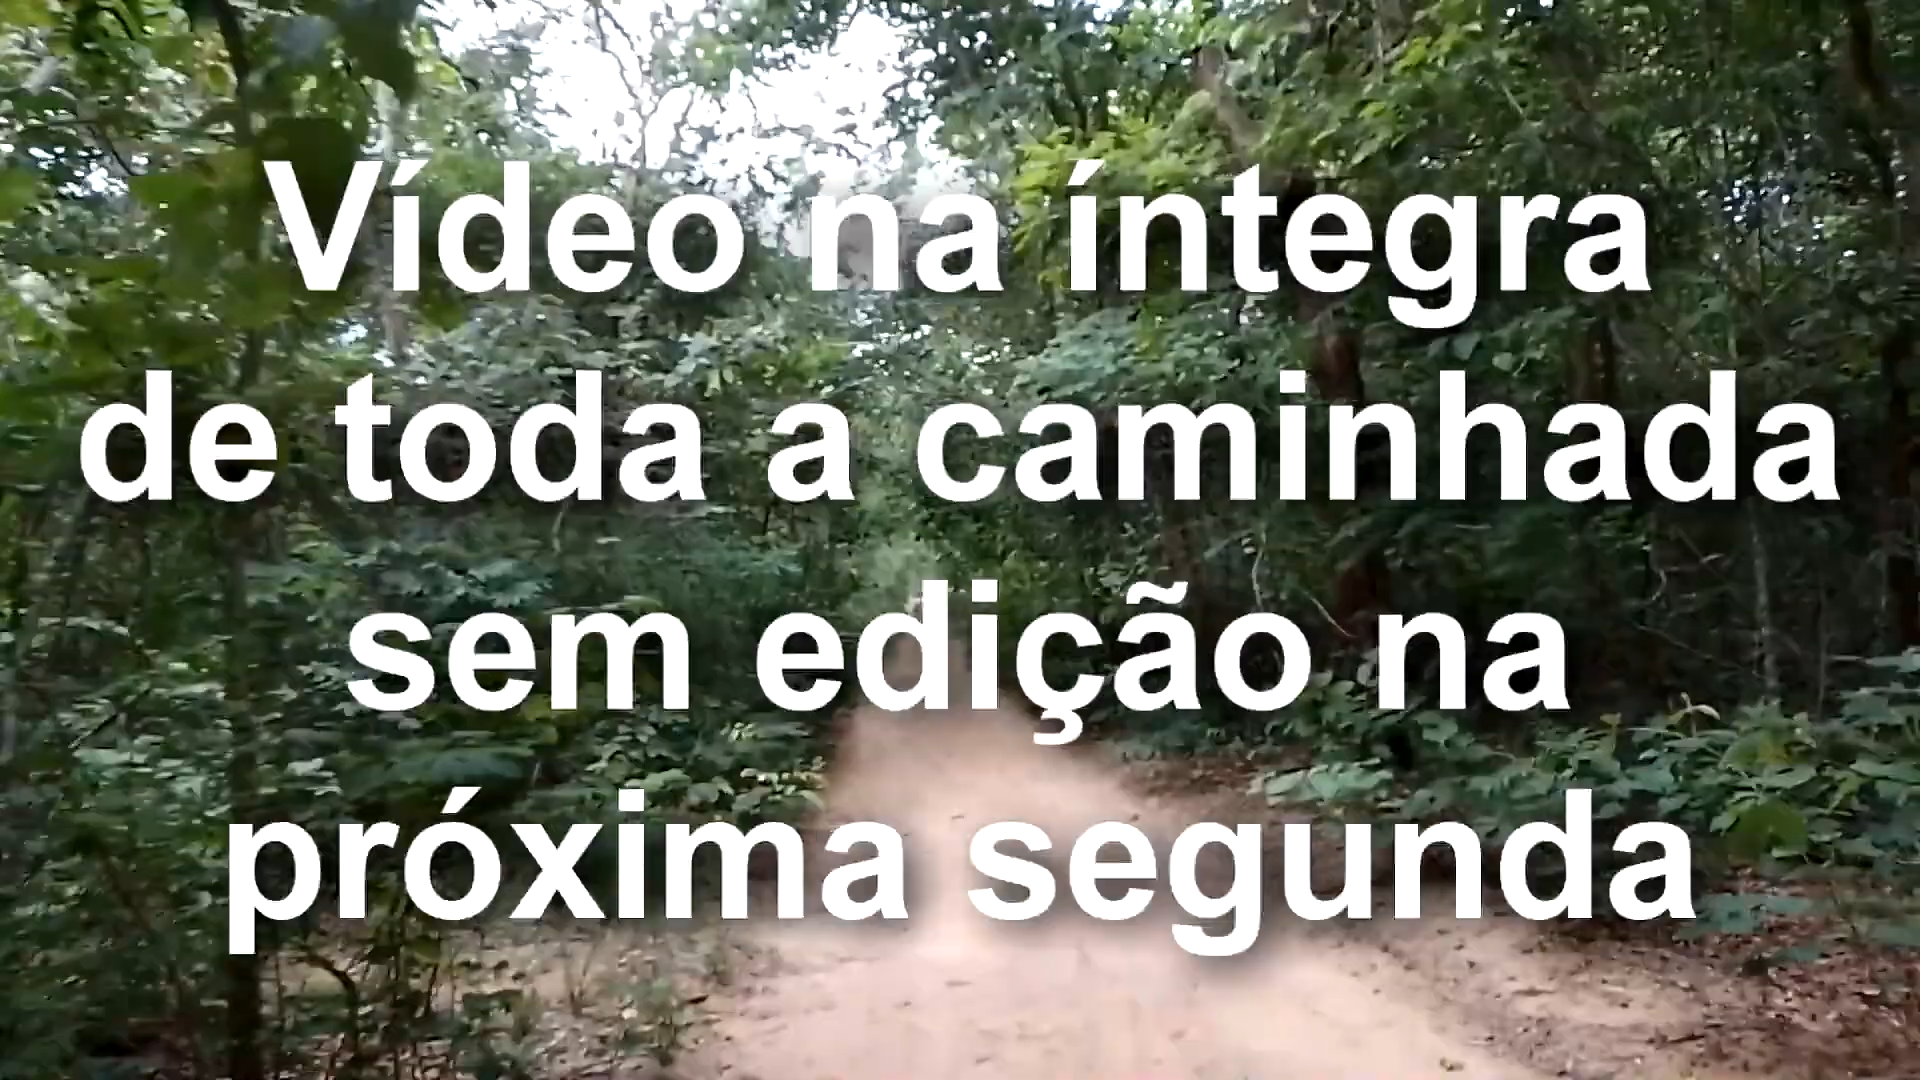 Vídeo na íntegra
de toda a caminhada
sem edição na
próxima segunda